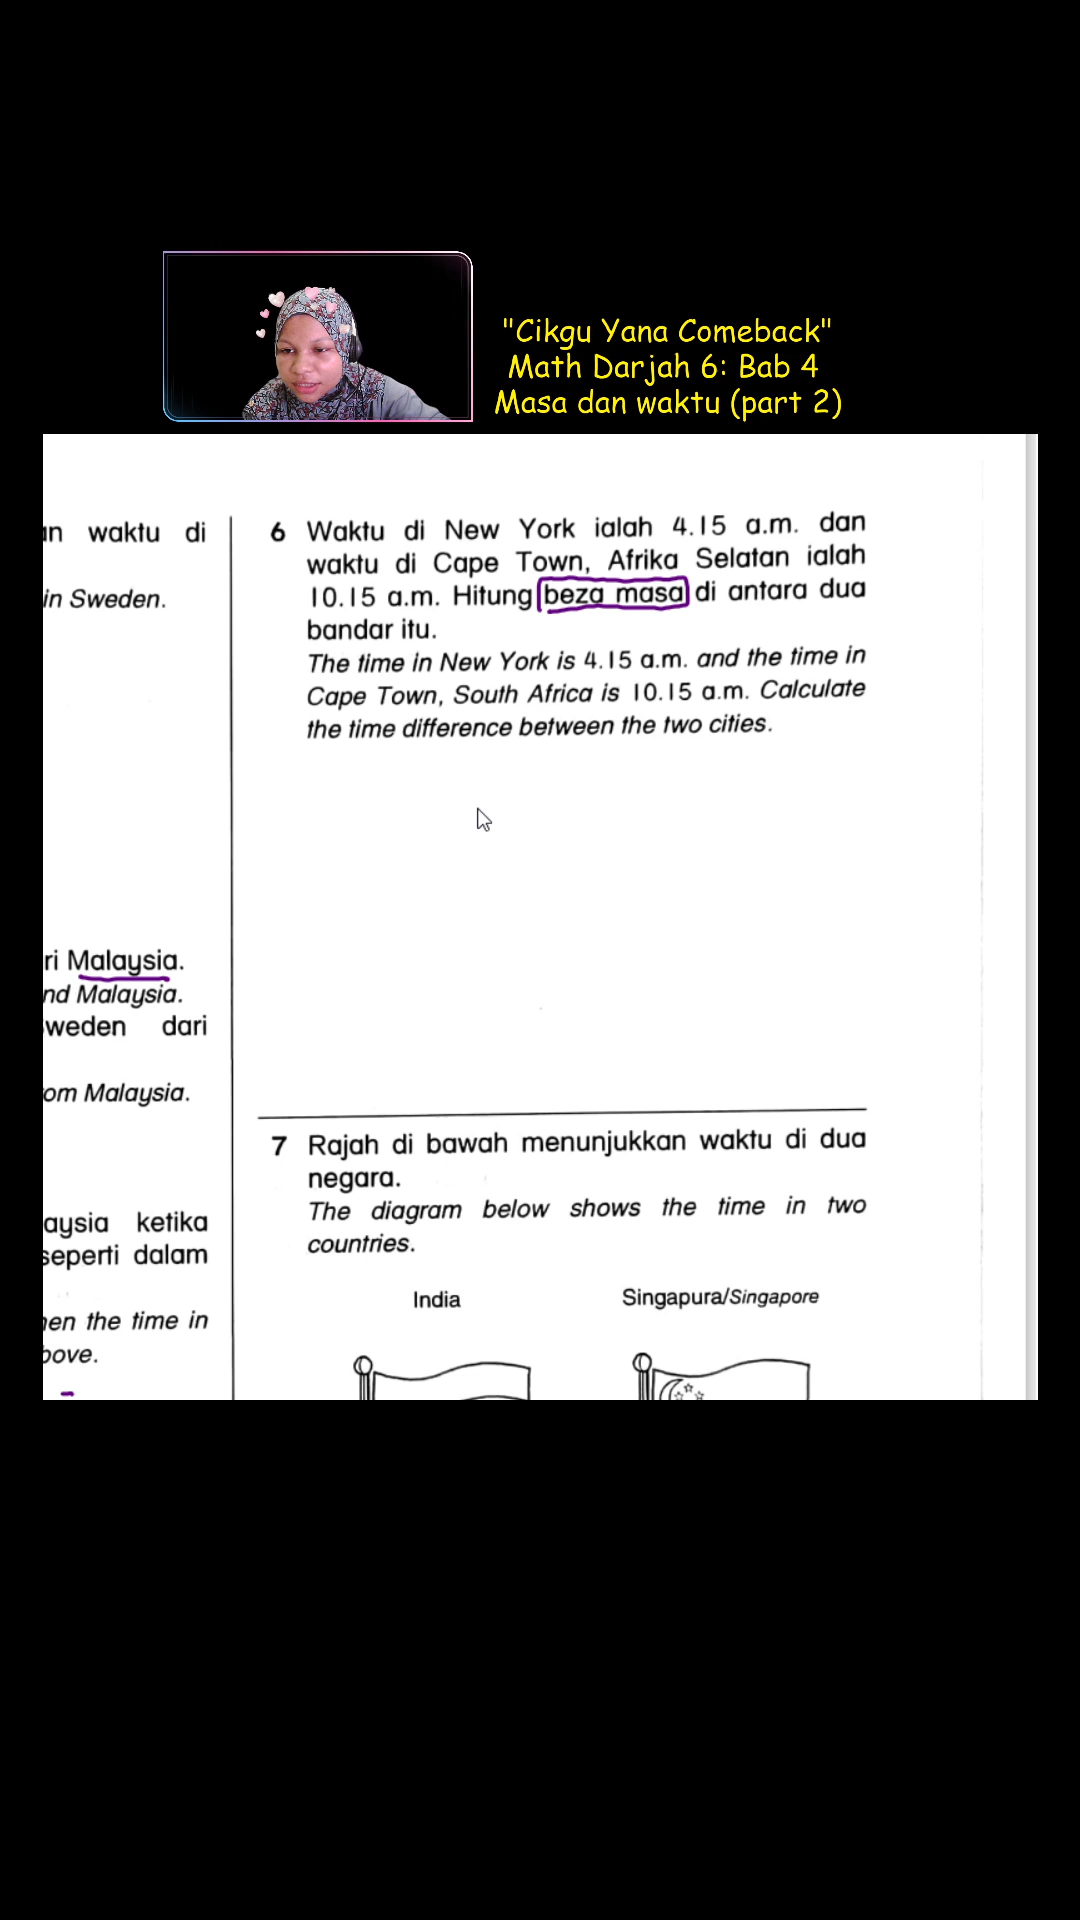 "Cikgu Yana Comeback"
Math Darjah 6: Bab 4
Masa dan waktu (part 2)
waktu di
in Sweden.
ri Malaysia.
nd Malaysia.
weden dari
om Malaysia.
aysia ketika
seperti dalam
en the time in
ove.
6 Waktu di New York ialah 4.15 a.m. dan
waktu di Cape Town, Afrika Selatan ialah
10.15 a.m. Hitung beza masa di antara dua
bandar itu.
The time in New York is 4.15 a.m. and the time in
Cape Town, South Africa is 10.15 a.m. Calculate
the time difference between the two cities.
7 Rajah di bawah menunjukkan waktu di dua
negara.
The diagram below shows the time in two
countries.
India
Singapura/Singapore